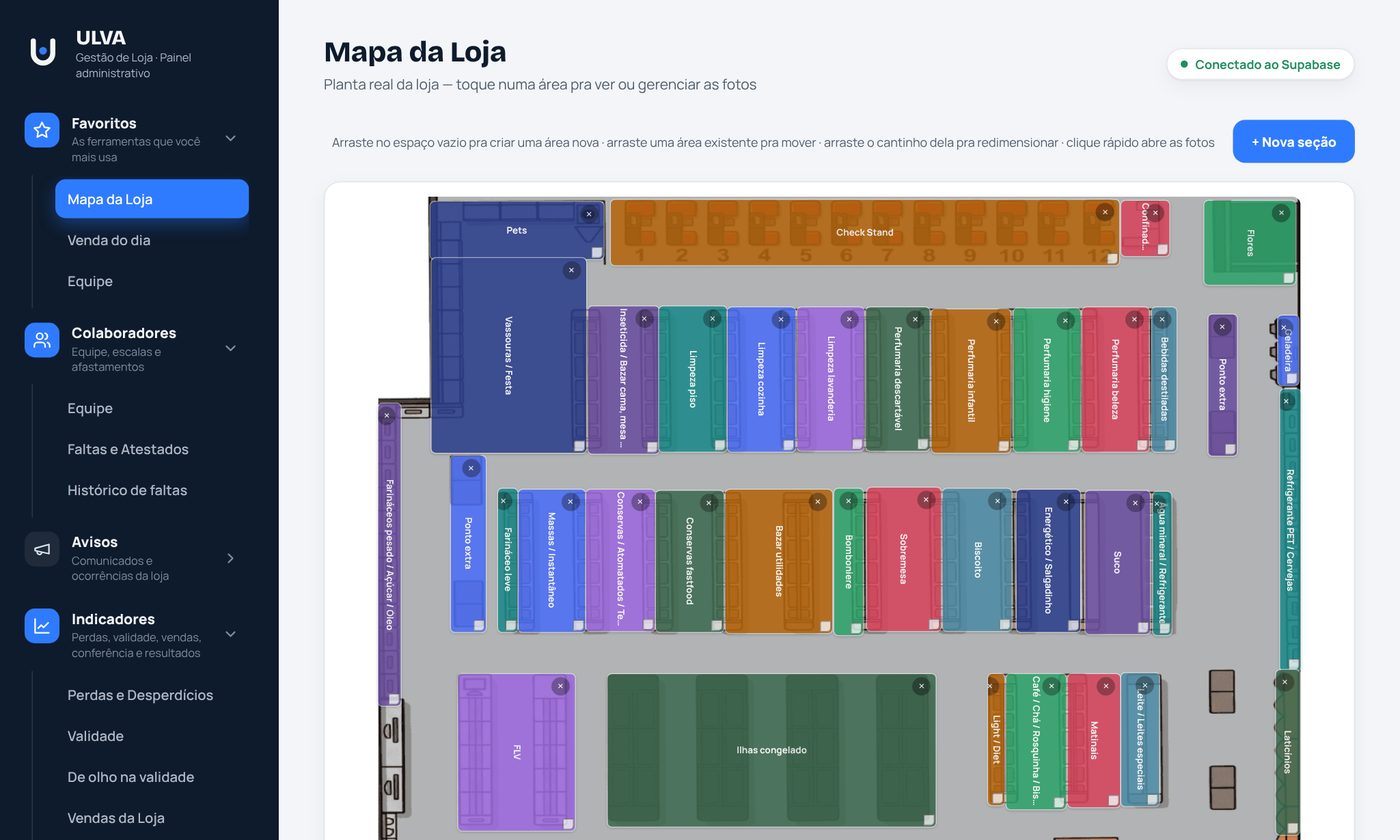 ULVA
Gestão de Loja · Painel
administrativo
Favoritos
As ferramentas que você
mais usa
Mapa da Loja
Venda do dia
Equipe
Colaboradores
Equipe, escalas e
afastamentos
Equipe
Faltas e Atestados
Histórico de faltas
Avisos
Comunicados e
ocorrências da loja
Indicadores
Perdas, validade, vendas,
conferência e resultados
Perdas e Desperdícios
Validade
De olho na validade
Vendas da Loja
Mapa da Loja
Planta real da loja — toque numa área pra ver ou gerenciar as fotos
Conectado ao Supabase
Arraste no espaço vazio pra criar uma área nova · arraste uma área existente pra mover · arraste o cantinho dela pra redimensionar · clique rápido abre as fotos
+ Nova seção
Pets
Check Stand
1 2 3 4 5 6 7 8 9 10 11 12
Confinad...
Flores
Vassouras / Festa
Inseticida / Bazar cama, mesa ...
Limpeza piso
Limpeza cozinha
Limpeza lavanderia
Perfumaria descartável
Perfumaria infantil
Perfumaria higiene
Perfumaria beleza
Bebidas destiladas
Ponto extra
Geladeira
Farináceos pesado / Açúcar / Óleo
Ponto extra
Farináceo leve
Massas / Instantâneo
Conservas / Atomatados / Te...
Conservas fastfood
Bazar utilidades
Bomboniere
Sobremesa
Biscoito
Energético / Salgadinho
Suco
Água mineral / Refrigerante
Refrigerante PET / Cervejas
FLV
Ilhas congelado
Light / Diet
Café / Chá / Rosquinha / Bis...
Matinais
Leite / Leites especiais
Laticínios